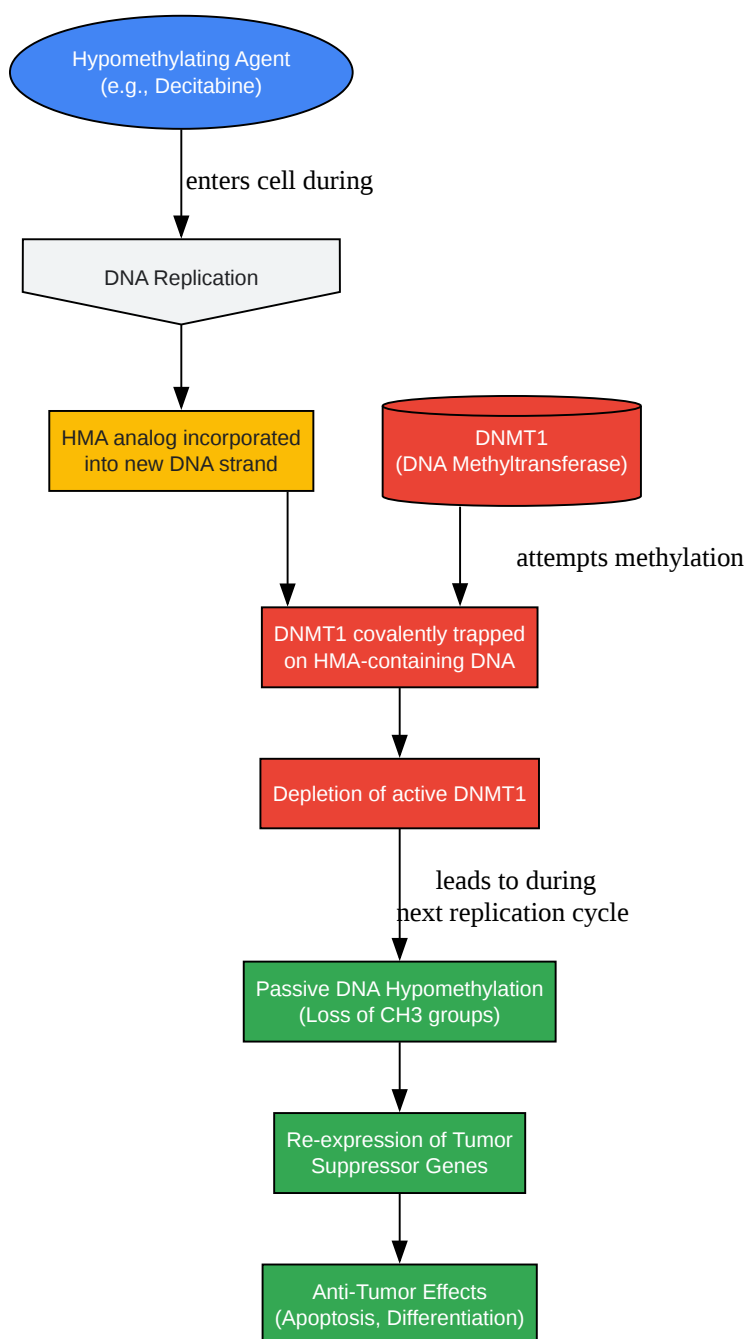 Hypomethylating Agent
(e.g., Decitabine)
enters cell during
DNA Replication
HMA analog incorporated
into new DNA strand
DNMT1
(DNA Methyltransferase)
attempts methylation
DNMT1 covalently trapped
on HMA-containing DNA
Depletion of active DNMT1
leads to during
next replication cycle
Passive DNA Hypomethylation
(Loss of CH3 groups)
Re-expression of Tumor
Suppressor Genes
Anti-Tumor Effects
(Apoptosis, Differentiation)